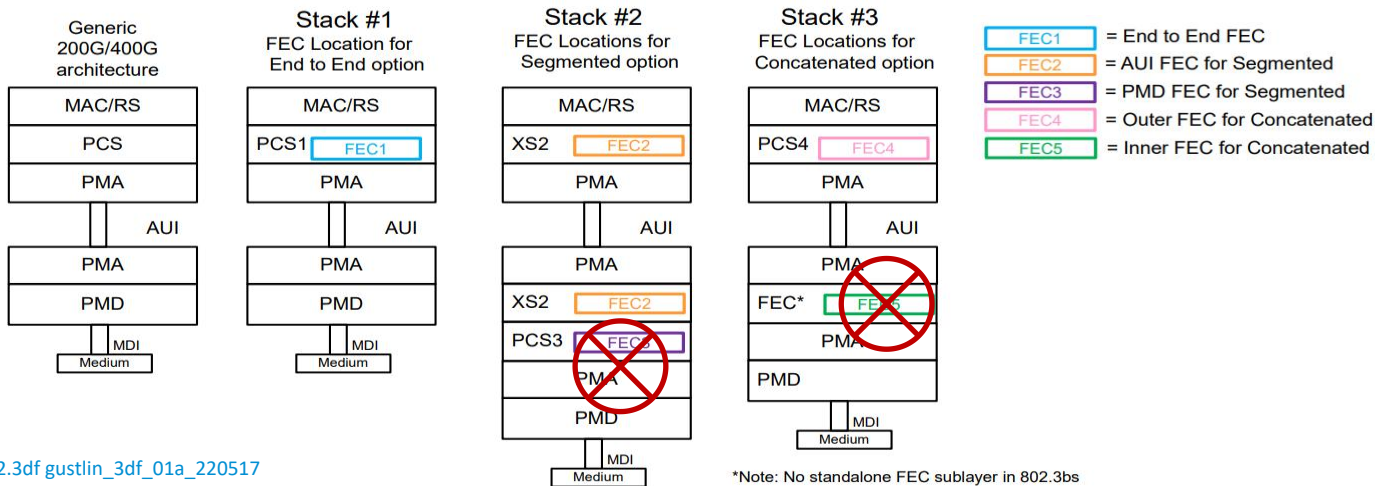 Generic
200G/400G
architecture
MAC/RS
PCS
PMA
AUI
PMA
PMD
MDI
Medium
Stack #1
FEC Location for
End to End option
MAC/RS
PCS1 FEC1
PMA
AUI
PMA
PMD
MDI
Medium
Stack #2
FEC Locations for
Segmented option
MAC/RS
XS2 FEC2
PMA
AUI
PMA
XS2 FEC2
PCS3 FEC3
PMA
PMD
MDI
Medium
Stack #3
FEC Locations for
Concatenated option
MAC/RS
PCS4 FEC4
PMA
AUI
PMA
FEC* FEC5
PMA
PMD
MDI
Medium
FEC1 = End to End FEC
FEC2 = AUI FEC for Segmented
FEC3 = PMD FEC for Segmented
FEC4 = Outer FEC for Concatenated
FEC5 = Inner FEC for Concatenated
2.3df gustlin_3df_01a_220517
*Note: No standalone FEC sublayer in 802.3bs